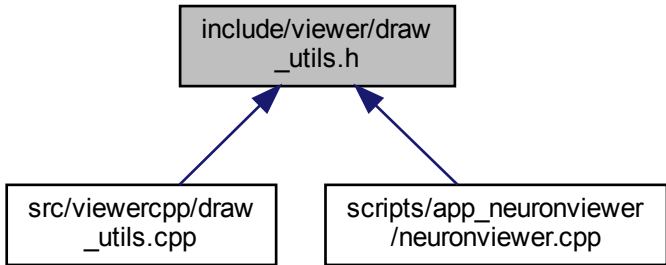 include/viewer/draw
_utils.h
src/viewercpp/draw
_utils.cpp
scripts/app_neuronviewer
/neuronviewer.cpp